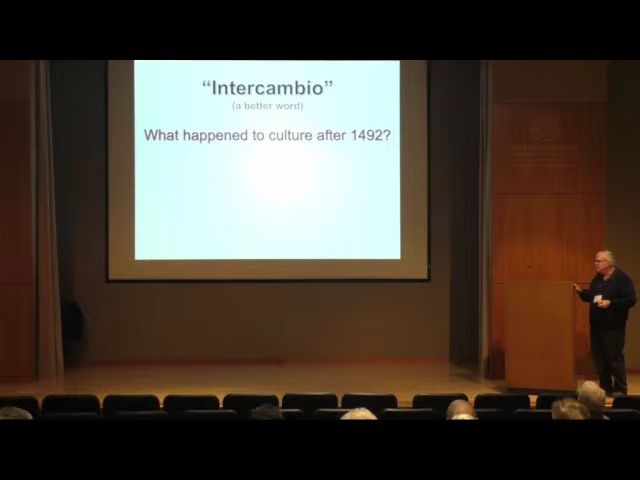 “Intercambio”
(a better word)
What happened to culture after 1492?